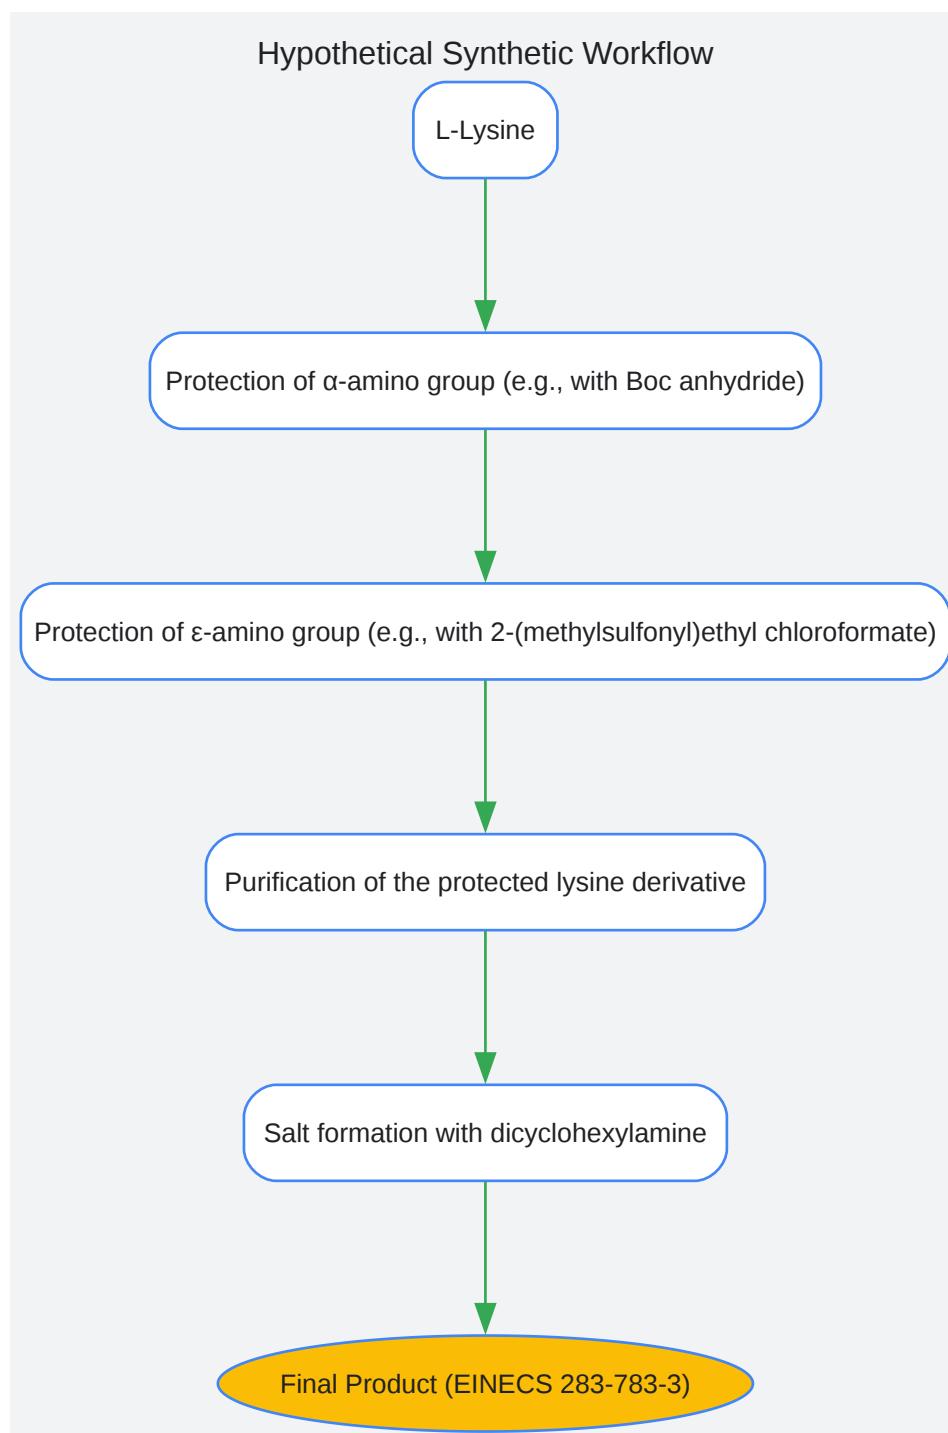 Hypothetical Synthetic Workflow
L-Lysine
Protection of α-amino group (e.g., with Boc anhydride)
Protection of ε-amino group (e.g., with 2-(methylsulfonyl)ethyl chloroformate)
Purification of the protected lysine derivative
Salt formation with dicyclohexylamine
Final Product (EINECS 283-783-3)